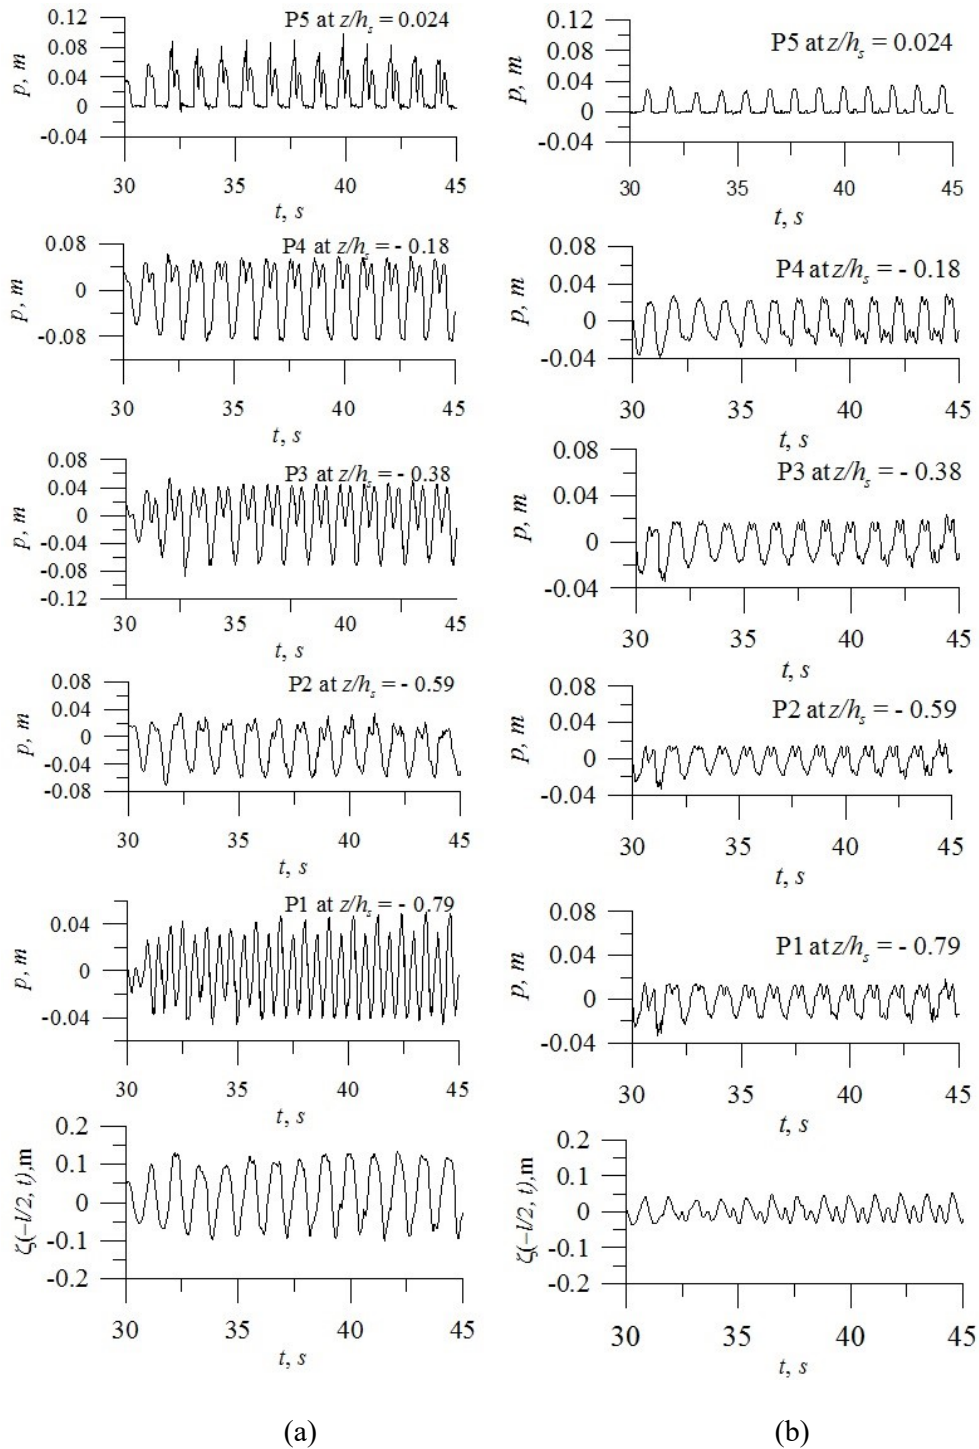 P5 at z/hₛ = 0.024
0.12
0.08
0.04
0
-0.04
p, m
30 35 40 45
t, s
P4 at z/hₛ = - 0.18
0.08
0
-0.08
p, m
30 35 40 45
t, s
P3 at z/hₛ = - 0.38
0.08
0.04
0
-0.04
-0.08
-0.12
p, m
30 35 40 45
t, s
P2 at z/hₛ = - 0.59
0.08
0.04
0
-0.04
-0.08
p, m
30 35 40 45
t, s
P1 at z/hₛ = - 0.79
0.04
0
-0.04
p, m
30 35 40 45
t, s
0.2
0.1
0
-0.1
-0.2
ζ(−l/2, t),m
30 35 40 45
t, s
(a)
P5 at z/hₛ = 0.024
0.12
0.08
0.04
0
-0.04
p, m
30 35 40 45
t, s
P4 at z/hₛ = - 0.18
0.08
0.04
0
-0.04
p, m
30 35 40 45
t, s
P3 at z/hₛ = - 0.38
0.08
0.04
0
-0.04
p, m
30 35 40 45
t, s
P2 at z/hₛ = - 0.59
0.08
0.04
0
-0.04
p, m
30 35 40 45
t, s
P1 at z/hₛ = - 0.79
0.08
0.04
0
-0.04
p, m
30 35 40 45
t, s
0.2
0.1
0
-0.1
-0.2
ζ(−l/2, t),m
30 35 40 45
t, s
(b)